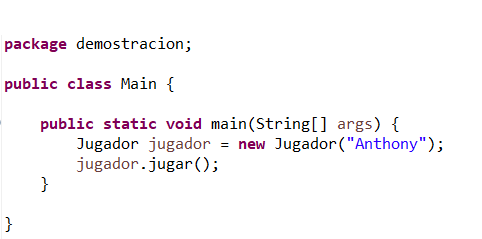 package demostracion;
public class Main {
public static void main(String[] args) {
Jugador jugador = new Jugador("Anthony");
jugador.jugar();
}
}